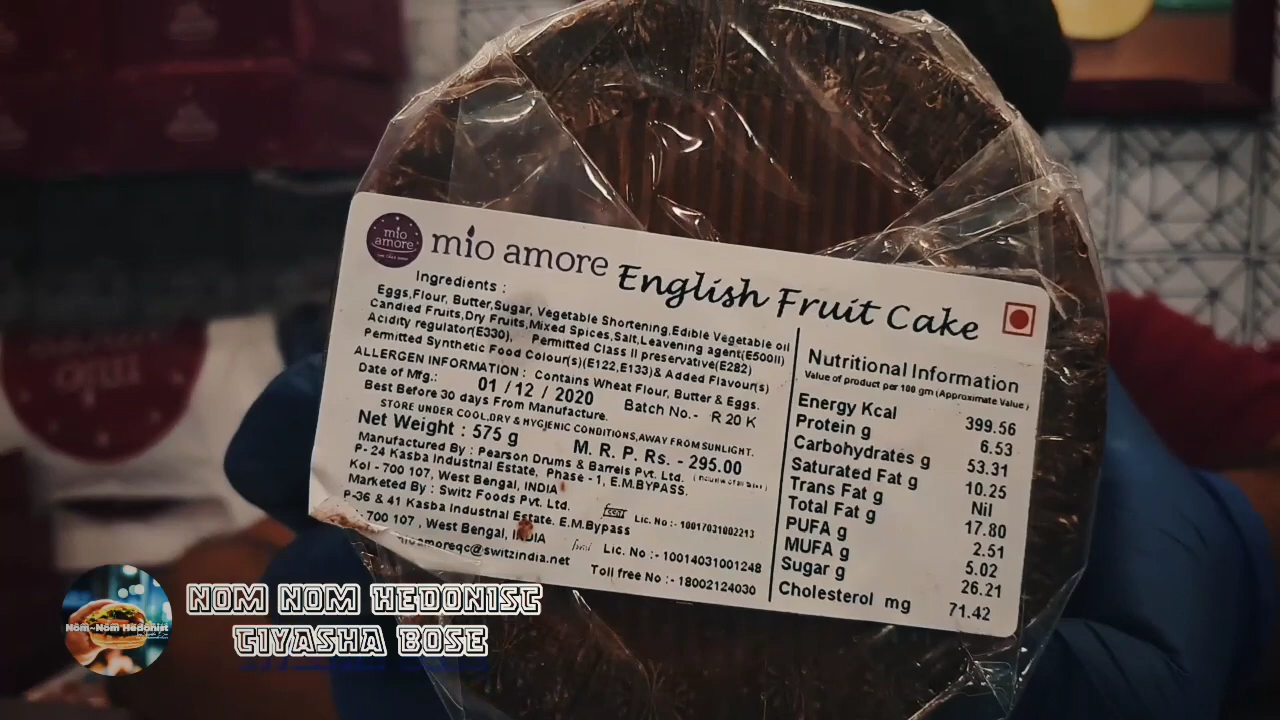 mio amore
mio amore English Fruit Cake
Ingredients :
Eggs,Flour, Butter,Sugar, Vegetable Shortening,Edible Vegetable oil
Candied Fruits,Dry Fruits,Mixed Spices,Salt,Leavening agent(E500II)
Acidity regulator(E330), Permitted Class II preservative(E282)
Permitted Synthetic Food Colour(s)(E122,E133)& Added Flavour(s)
ALLERGEN INFORMATION : Contains Wheat Flour, Butter & Eggs.
Date of Mfg.: 01 / 12 / 2020 Batch No.- R 20 K
Best Before 30 days From Manufacture.
STORE UNDER COOL,DRY & HYGJENIC CONDITIONS,AWAY FROM SUNLIGHT.
Net Weight : 575 g M. R. P. Rs. - 295.00
Manufactured By : Pearson Drums & Barrels Pvt. Ltd.
P- 24 Kasba Industrial Estate, Phase - 1, E.M.BYPASS.
Kol - 700 107, West Bengal, INDIA
Marketed By : Switz Foods Pvt. Ltd.
fssai Lic. No :- 10017031002213
P-36 & 41 Kasba Industrial Estate. E.M.Bypass
- 700 107 , West Bengal, INDIA
fssai Lic. No :- 10014031001248
mioamoreqc@switzindia.net
Toll free No :- 18002124030
Nutritional Information
Value of product per 100 gm (Approximate Value)
Energy Kcal 399.56
Protein g 6.53
Carbohydrates g 53.31
Saturated Fat g 10.25
Trans Fat g Nil
Total Fat g 17.80
PUFA g 2.51
MUFA g 5.02
Sugar g 26.21
Cholesterol mg 71.42
mio
Nom-Nom Hedonist
NOM NOM HEDONIST
TIYASHA BOSE